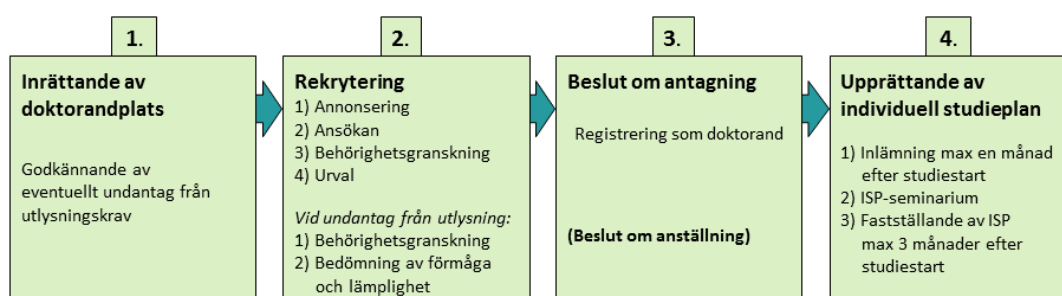 1.
Inrättande av
doktorandplats
Godkännande av
eventuellt undantag från
utlysningskrav
2.
Rekrytering
1) Annonsering
2) Ansökan
3) Behörighetsgranskning
4) Urval
Vid undantag från utlysning:
1) Behörighetsgranskning
2) Bedömning av förmåga
och lämplighet
3.
Beslut om antagning
Registrering som doktorand
(Beslut om anställning)
4.
Upprättande av
individuell studieplan
1) Inlämning max en månad
efter studiestart
2) ISP-seminarium
3) Fastställande av ISP
max 3 månader efter
studiestart